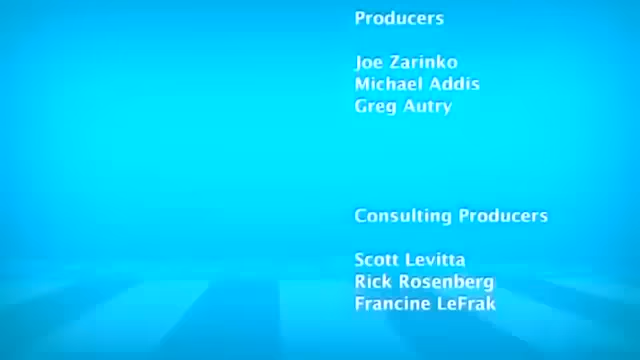 Producers
Joe Zarinko
Michael Addis
Greg Autry
Consulting Producers
Scott Levitta
Rick Rosenberg
Francine LeFrak